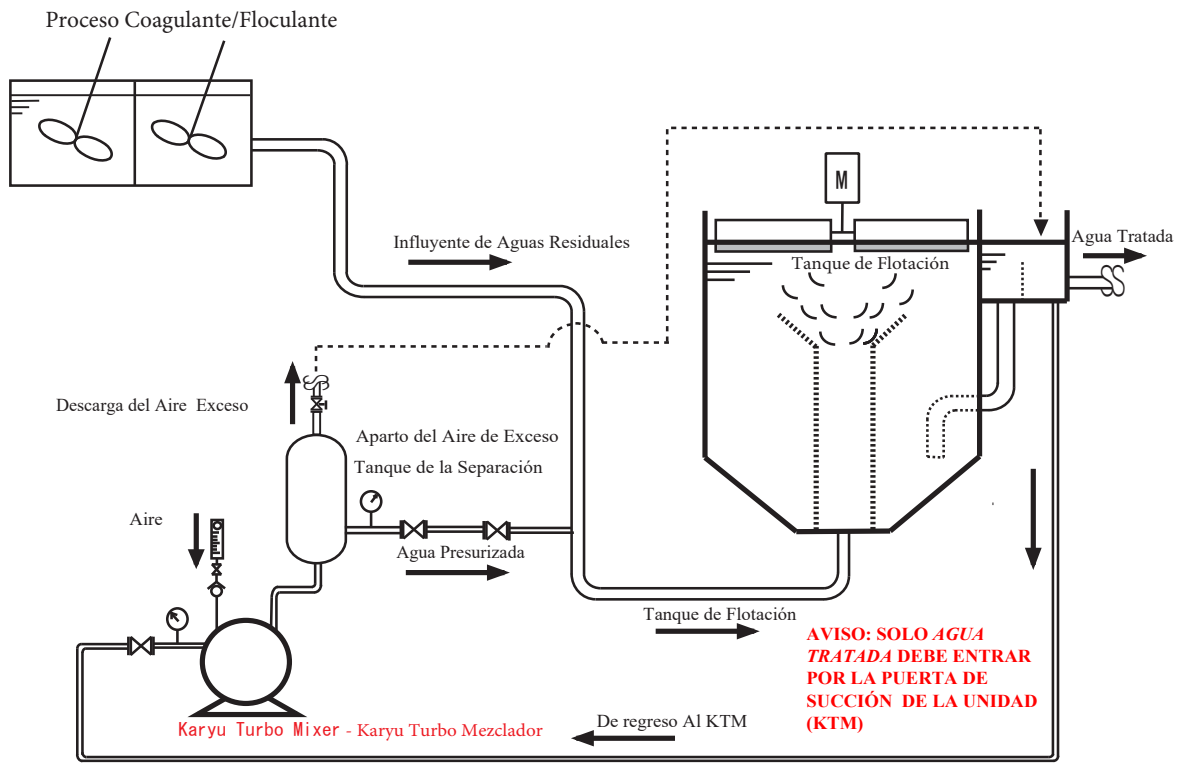 Proceso Coagulante/Floculante
M
Influyente de Aguas Residuales
Agua Tratada
Tanque de Flotación
Descarga del Aire Exceso
Aparto del Aire de Exceso
Tanque de la Separación
Aire
Agua Presurizada
Tanque de Flotación
AVISO: SOLO AGUA
TRATADA DEBE ENTRAR
POR LA PUERTA DE
SUCCIÓN DE LA UNIDAD
(KTM)
De regreso Al KTM
Karyu Turbo Mixer - Karyu Turbo Mezclador